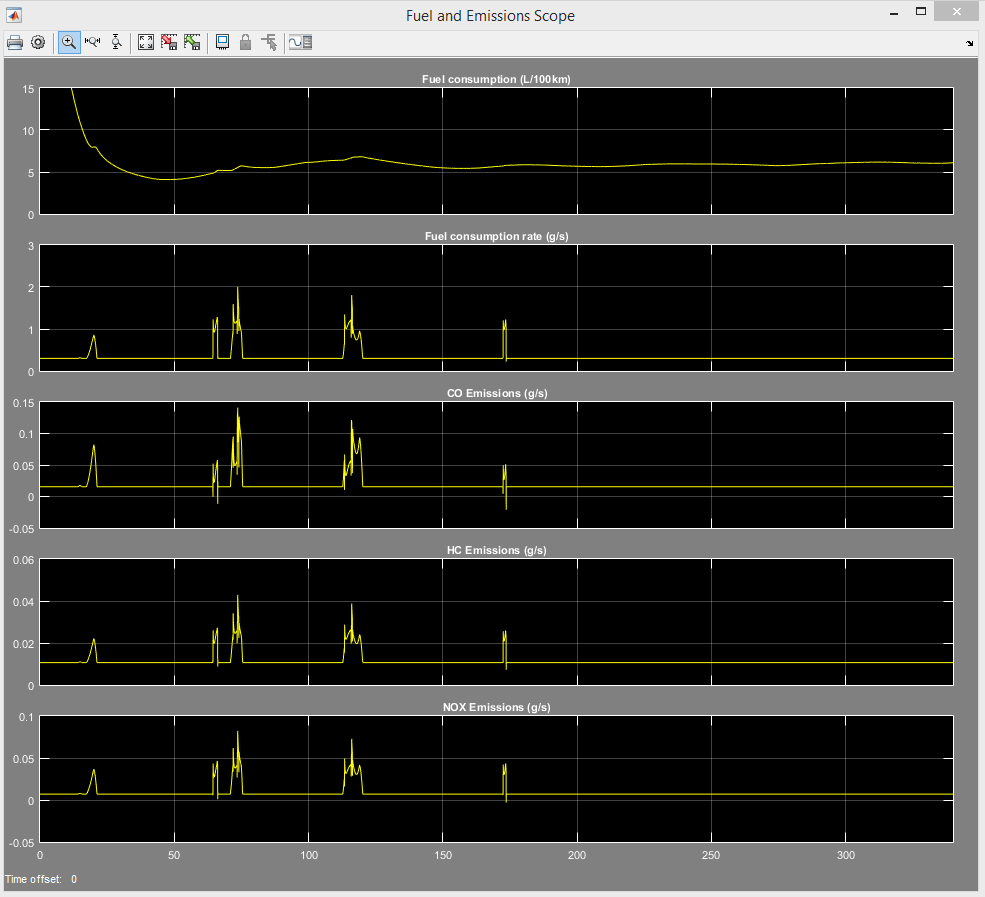 Fuel and Emissions Scope
Fuel consumption (L/100km)
15
10
5
0
Fuel consumption rate (g/s)
3
2
1
0
CO Emissions (g/s)
0.15
0.1
0.05
0
-0.05
HC Emissions (g/s)
0.06
0.04
0.02
0
NOX Emissions (g/s)
0.1
0.05
0
-0.05
0 50 100 150 200 250 300
Time offset: 0